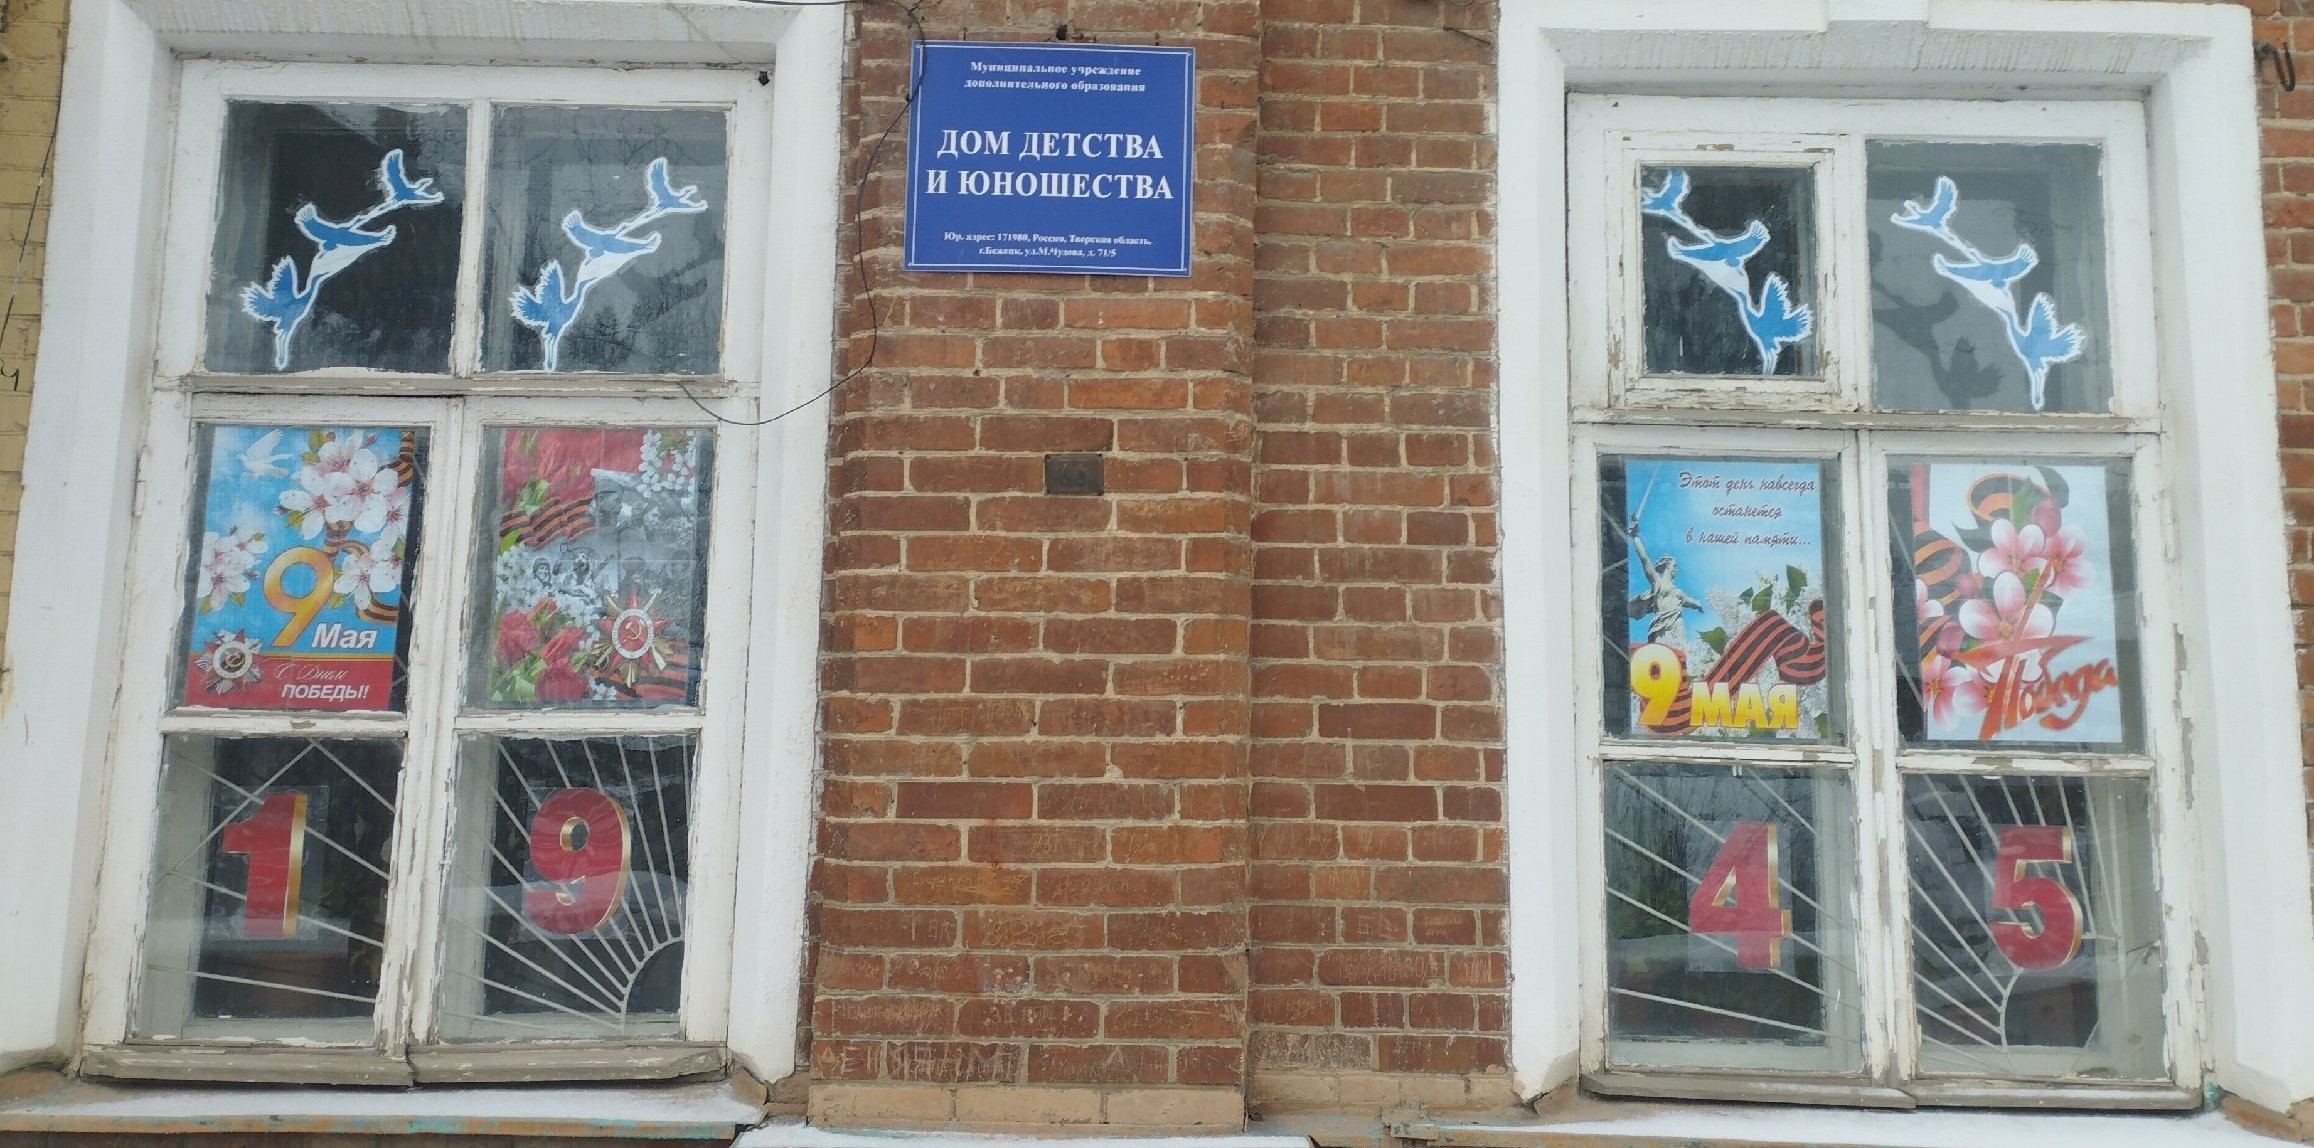 Муниципальное учреждение
дополнительного образования
ДОМ ДЕТСТВА
И ЮНОШЕСТВА
Юр. адрес: 171980, Россия, Тверская область,
г.Бежецк, ул.М.Чудова, д. 71/5
9
Мая
С Днем
ПОБЕДЫ!
Этот день навсегда
останется
в нашей памяти...
9 МАЯ
Победа
1 9 4 5